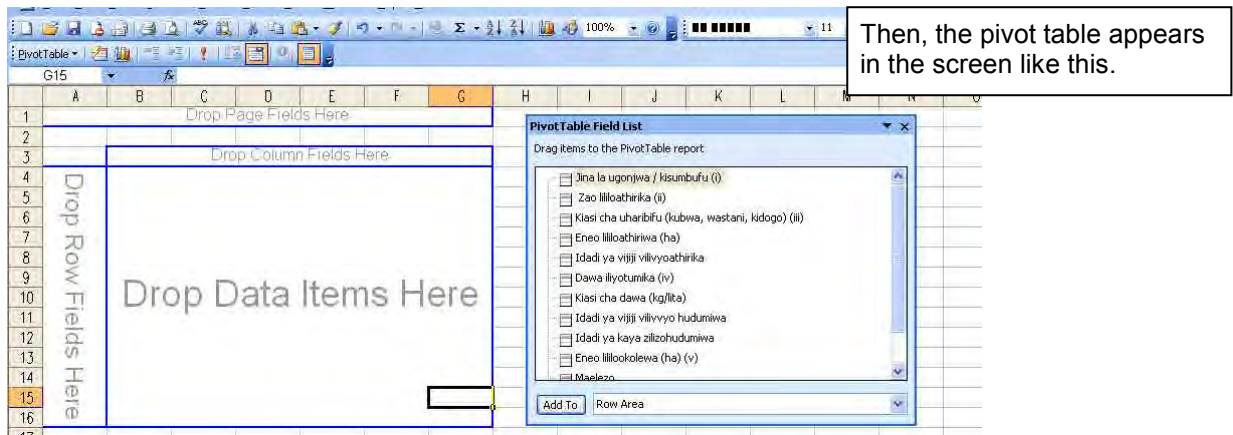 100%
11
Then, the pivot table appears
in the screen like this.
PivotTable
G15
fx
A B C D E F G H I J K L M N O
1 Drop Page Fields Here
2
3 Drop Column Fields Here
4
5
6
7
8
9
10
11
12
13
14
15
16
17
Drop Row Fields Here
Drop Data Items Here
PivotTable Field List
Drag items to the PivotTable report
Jina la ugonjwa / kisumbufu (i)
Zao lililoathirika (ii)
Kiasi cha uharibifu (kubwa, wastani, kidogo) (iii)
Eneo lililoathiriwa (ha)
Idadi ya vijiji vilivyoathirika
Dawa iliyotumika (iv)
Kiasi cha dawa (kg/lita)
Idadi ya vijiji vilivvyo hudumiwa
Idadi ya kaya zilizohudumiwa
Eneo lililookolewa (ha) (v)
Maelezo
Add To Row Area